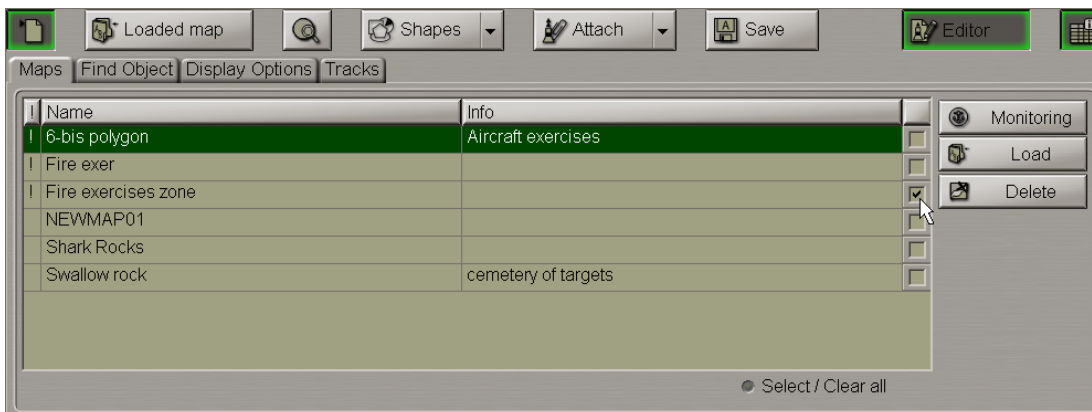 Loaded map Shapes Attach Save Editor
Maps Find Object Display Options Tracks
! Name Info
! 6-bis polygon Aircraft exercises
Monitoring
! Fire exer
Load
! Fire exercises zone
Delete
NEWMAP01
Shark Rocks
Swallow rock cemetery of targets
Select / Clear all